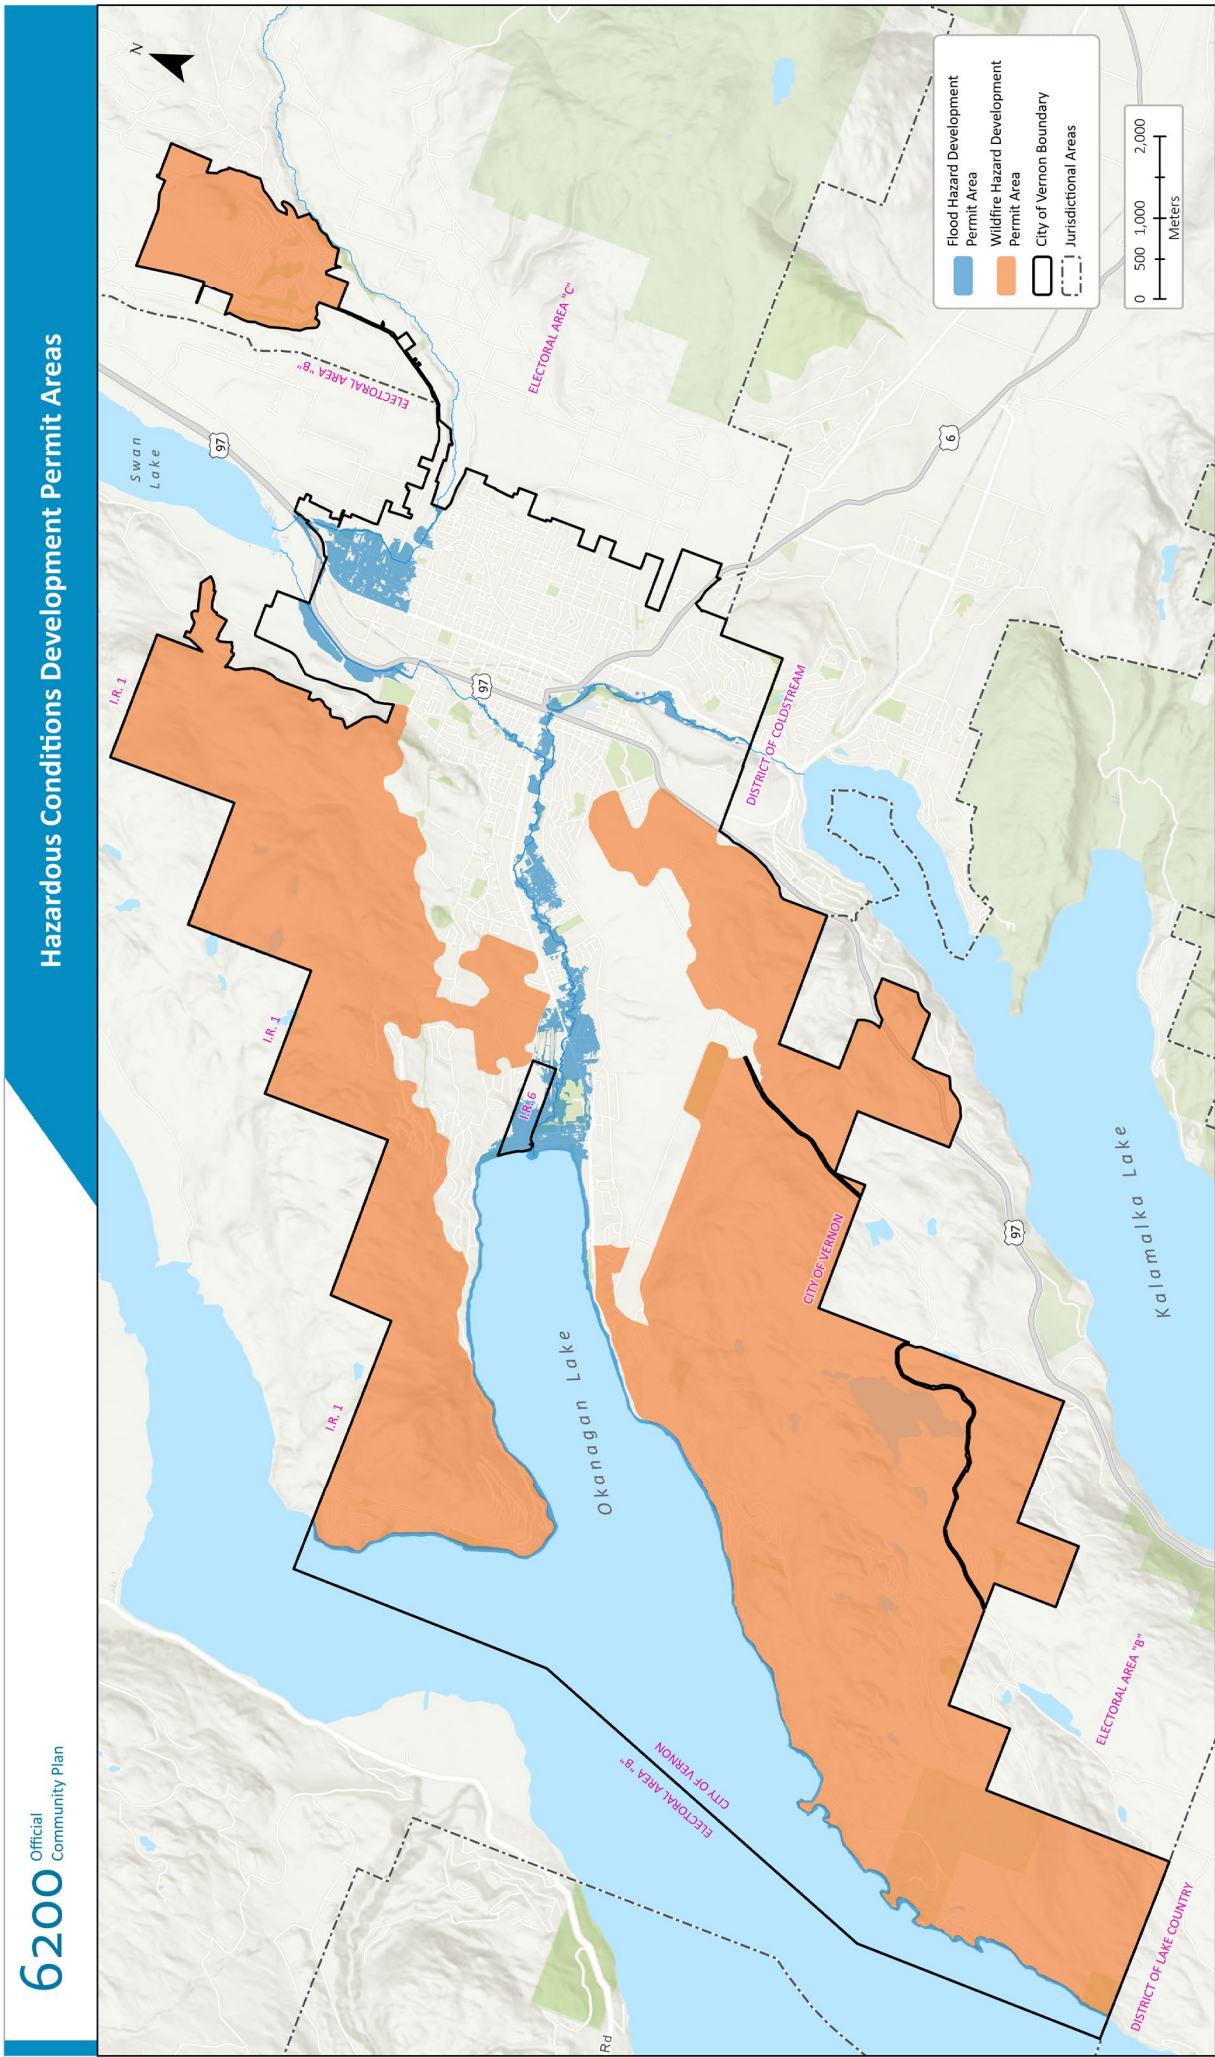 6200
Official
Community Plan
Hazardous Conditions Development Permit Areas
N
Flood Hazard Development
Permit Area
Wildfire Hazard Development
Permit Area
City of Vernon Boundary
Jurisdictional Areas
0 500 1,000 2,000
Meters
Swan
Lake
97
ELECTORAL AREA "B"
ELECTORAL AREA "C"
6
I.R. 1
I.R. 1
I.R. 1
97
DISTRICT OF COLDSTREAM
I.R. 6
CITY OF VERNON
97
Kalamalka Lake
Okanagan Lake
CITY OF VERNON
ELECTORAL AREA "B"
ELECTORAL AREA "B"
DISTRICT OF LAKE COUNTRY
Rd